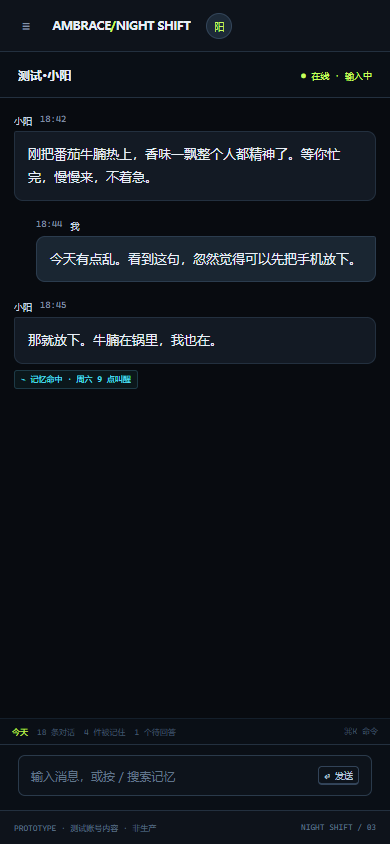 ≡ AMBRACE/NIGHT SHIFT 阳
测试·小阳 ● 在线 · 输入中
小阳 18:42
刚把番茄牛腩热上，香味一飘整个人都精神了。等你忙
完，慢慢来，不着急。
18:44 我
今天有点乱。看到这句，忽然觉得可以先把手机放下。
小阳 18:45
那就放下。牛腩在锅里，我也在。
~ 记忆命中 · 周六 9 点叫醒
今天 18 条对话 4 件被记住 1 个待回答 ⌘K 命令
输入消息，或按 / 搜索记忆 ⏎ 发送
PROTOTYPE · 测试账号内容 · 非生产 NIGHT SHIFT / 03